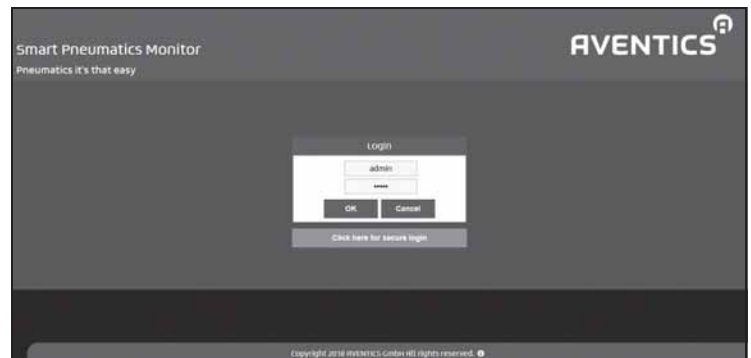 Smart Pneumatics Monitor
Pneumatics it's that easy
AVENTICS
Login
admin
•••••
OK Cancel
Click here for secure login
Copyright 2018 AVENTICS GmbH All rights reserved.